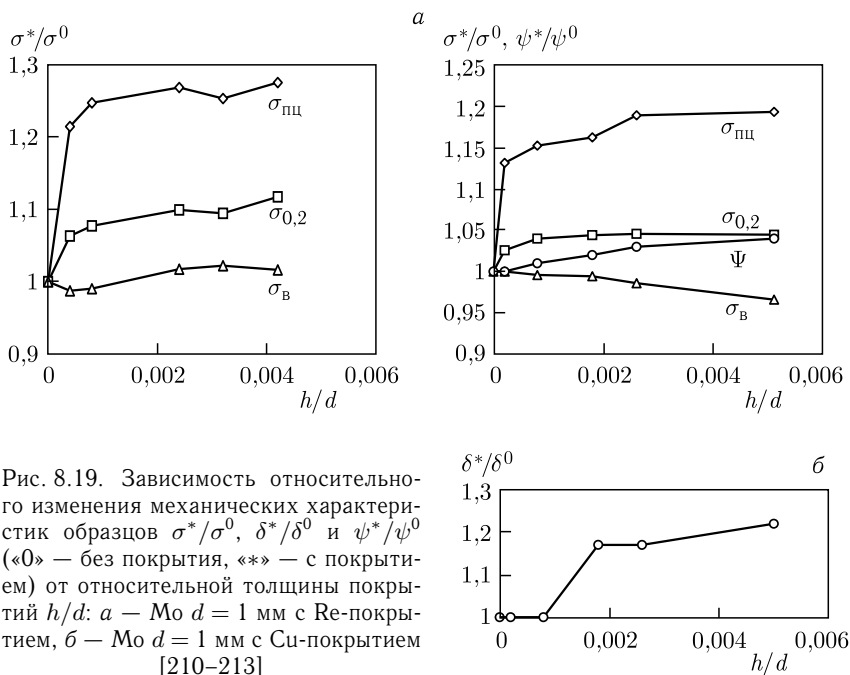 а
σ*/σ⁰
1,3
1,2
1,1
1
0,9
0
0,002
0,004
0,006
h/d
σпц
σ0,2
σв
σ*/σ⁰, ψ*/ψ⁰
1,25
1,2
1,15
1,1
1,05
1
0,95
0,9
0
0,002
0,004
0,006
h/d
σпц
σ0,2
Ψ
σв
Рис. 8.19. Зависимость относительно-
го изменения механических характери-
стик образцов σ*/σ⁰, δ*/δ⁰ и ψ*/ψ⁰
(«0» — без покрытия, «*» — с покрыти-
ем) от относительной толщины покры-
тий h/d: а — Mo d = 1 мм с Re-покры-
тием, б — Mo d = 1 мм с Cu-покрытием
[210–213]
δ*/δ⁰
б
1,3
1,2
1,1
1
0
0,002
0,004
0,006
h/d